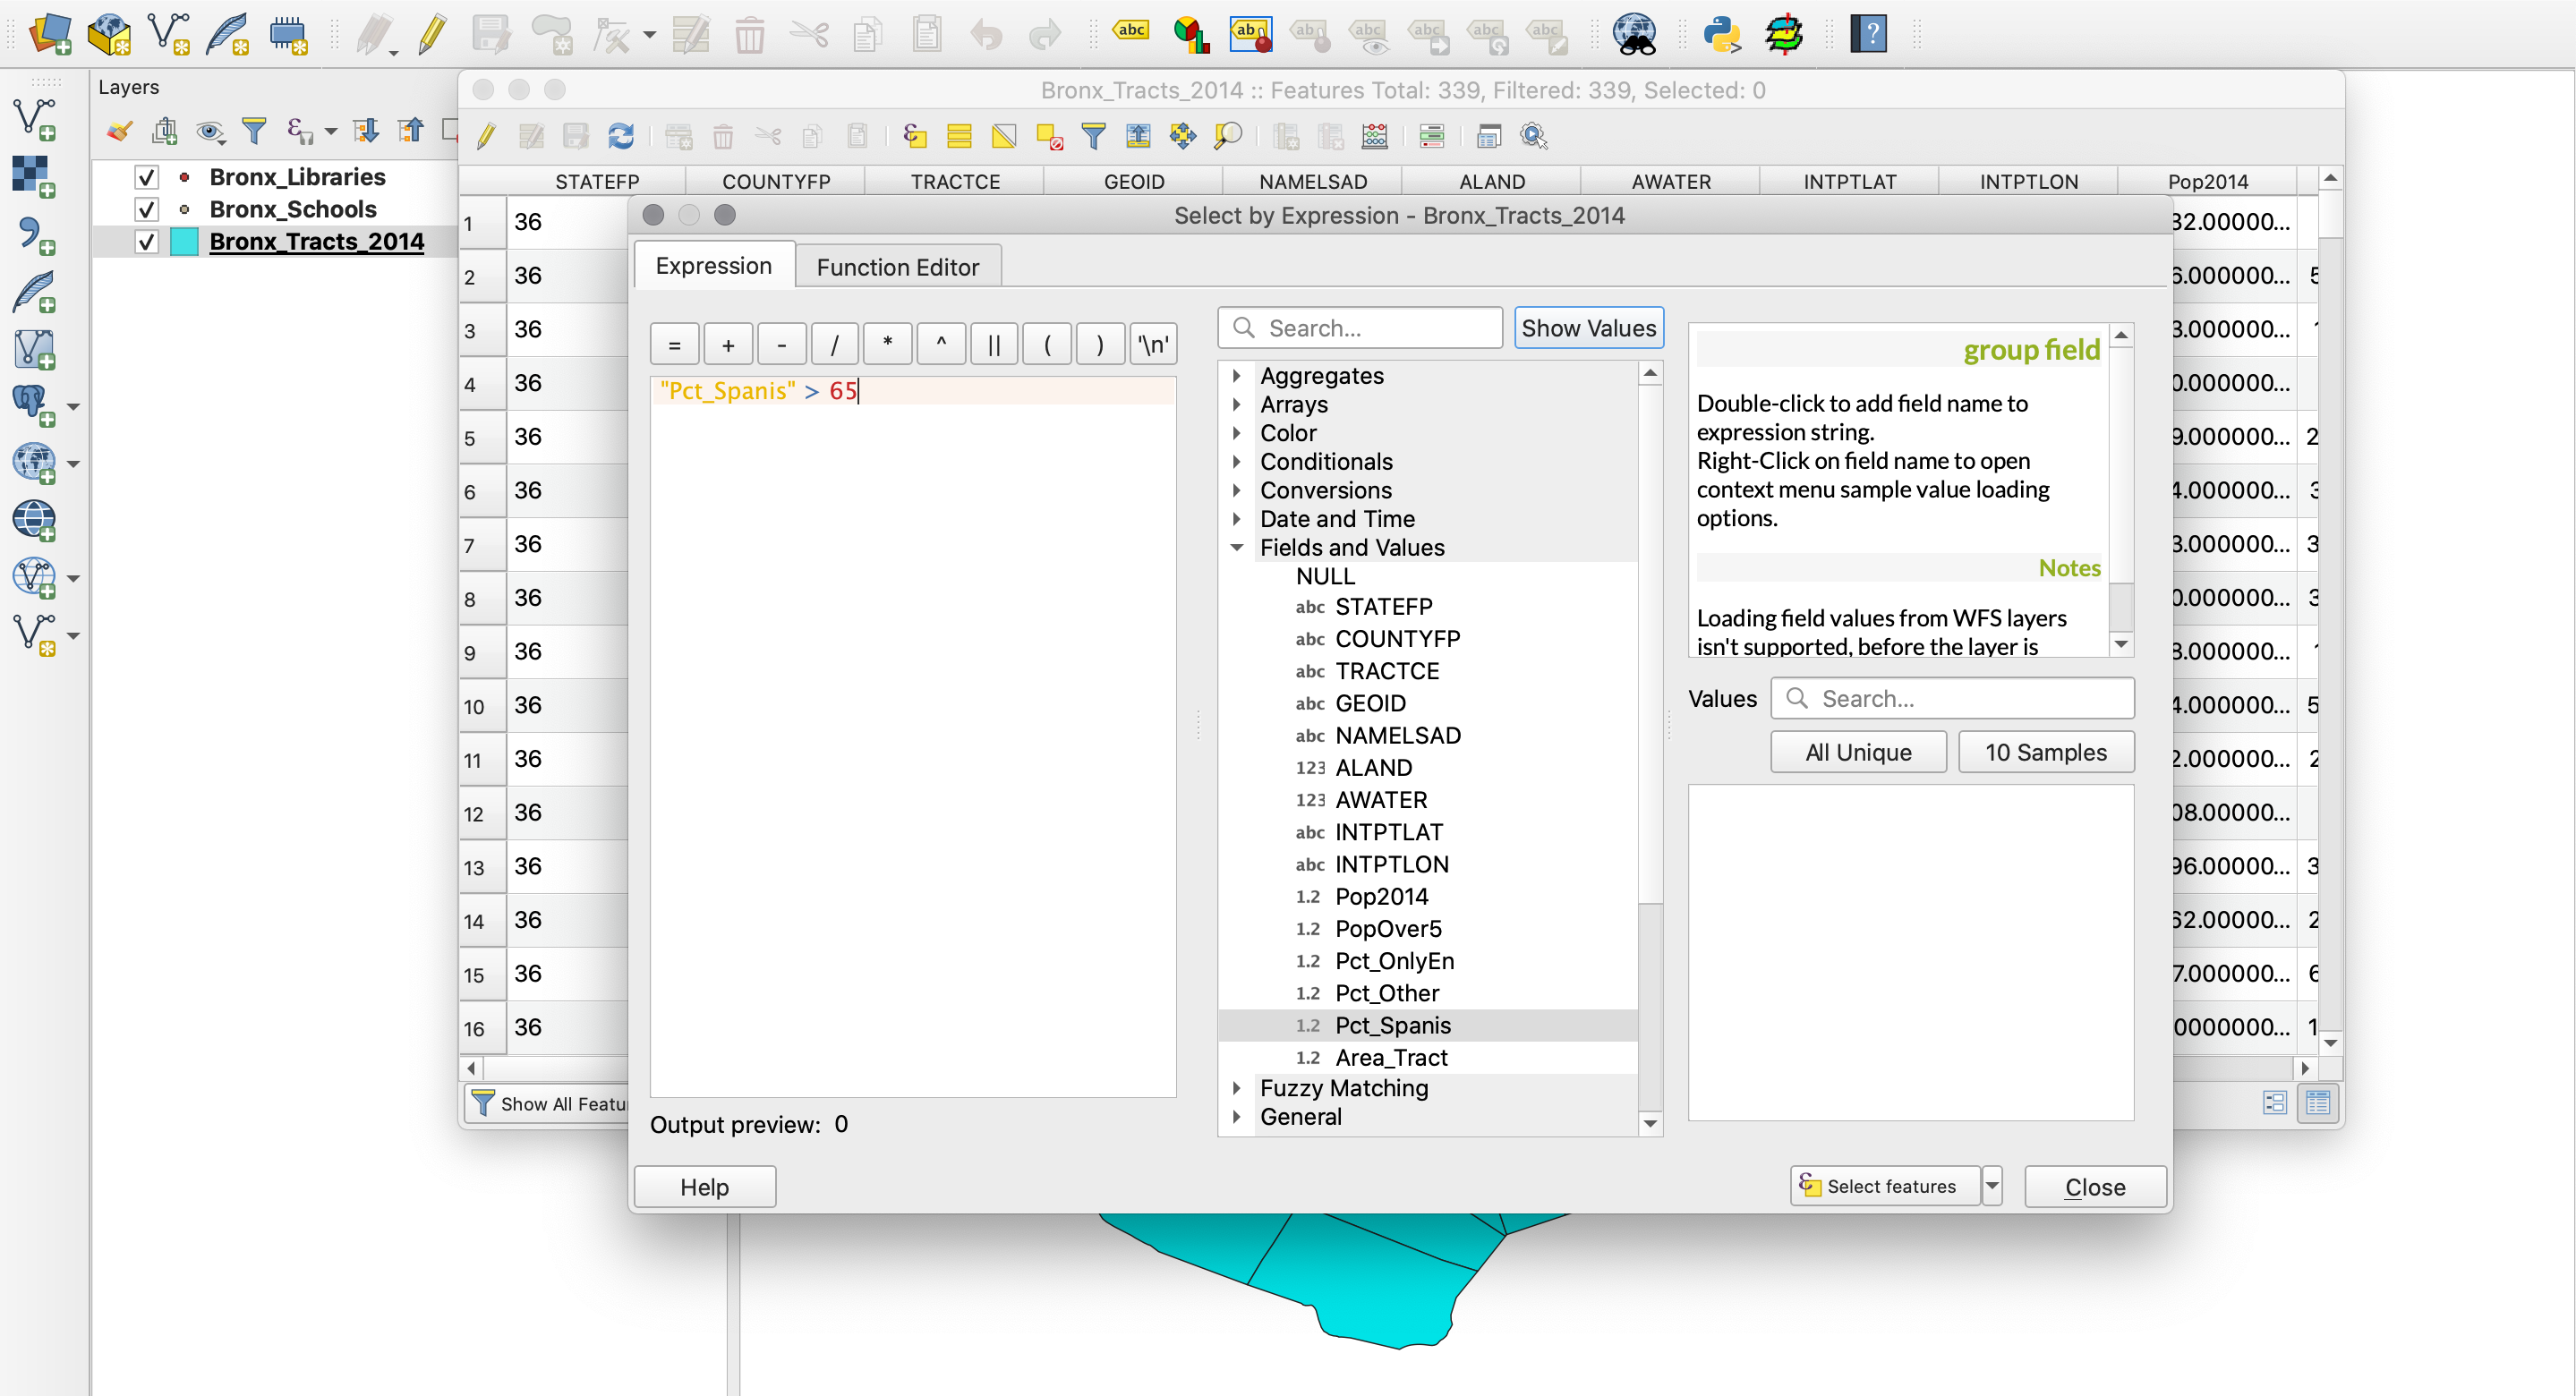 abc
ab
ab
abc
abc
abc
abc
?
Layers
Bronx_Tracts_2014 :: Features Total: 339, Filtered: 339, Selected: 0
Bronx_Libraries
Bronx_Schools
Bronx_Tracts_2014
STATEFP COUNTYFP TRACTCE GEOID NAMELSAD ALAND AWATER INTPTLAT INTPTLON Pop2014
1 36 32.00000...
2 36 6.000000... 5
3 36 3.000000...
4 36 0.000000...
5 36 9.000000... 2
6 36 4.000000... 3
7 36 3.000000... 3
8 36 0.000000... 3
9 36 8.000000...
10 36 4.000000... 5
11 36 2.000000... 2
12 36 08.00000...
13 36 96.00000... 3
14 36 62.00000... 2
15 36 7.000000... 6
16 36 0000000... 1
Show All Featu
Select by Expression - Bronx_Tracts_2014
Expression
Function Editor
= + - / * ^ || ( ) '\n'
"Pct_Spanis" > 65
Output preview: 0
Search...
Show Values
Aggregates
Arrays
Color
Conditionals
Conversions
Date and Time
Fields and Values
NULL
abc STATEFP
abc COUNTYFP
abc TRACTCE
abc GEOID
abc NAMELSAD
123 ALAND
123 AWATER
abc INTPTLAT
abc INTPTLON
1.2 Pop2014
1.2 PopOver5
1.2 Pct_OnlyEn
1.2 Pct_Other
1.2 Pct_Spanis
1.2 Area_Tract
Fuzzy Matching
General
group field
Double-click to add field name to
expression string.
Right-Click on field name to open
context menu sample value loading
options.
Notes
Loading field values from WFS layers
isn't supported, before the layer is
Values
Search...
All Unique
10 Samples
Help
Select features
Close